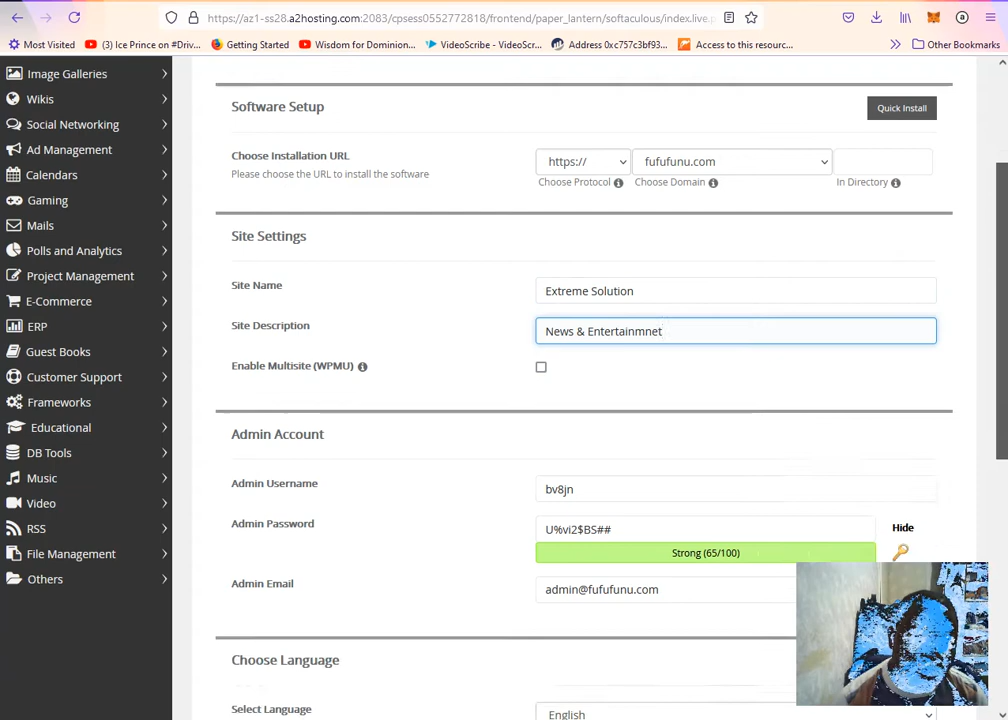 https://az1-ss28.a2hosting.com:2083/cpsess0552772818/frontend/paper_lantern/softaculous/index.live.p
Most Visited (3) Ice Prince on #Driv... Getting Started Wisdom for Dominion... VideoScribe - VideoScr... Address 0xc757c3bf93... Access to this resourc... Other Bookmarks
Image Galleries
Wikis
Social Networking
Ad Management
Calendars
Gaming
Mails
Polls and Analytics
Project Management
E-Commerce
ERP
Guest Books
Customer Support
Frameworks
Educational
DB Tools
Music
Video
RSS
File Management
Others
Software Setup
Quick Install
Choose Installation URL
Please choose the URL to install the software
https:// fufufunu.com
Choose Protocol Choose Domain In Directory
Site Settings
Site Name
Extreme Solution
Site Description
News & Entertainmnet
Enable Multisite (WPMU)
Admin Account
Admin Username
bv8jn
Admin Password
U%vi2$BS##
Hide
Strong (65/100)
Admin Email
admin@fufufunu.com
Choose Language
Select Language
English